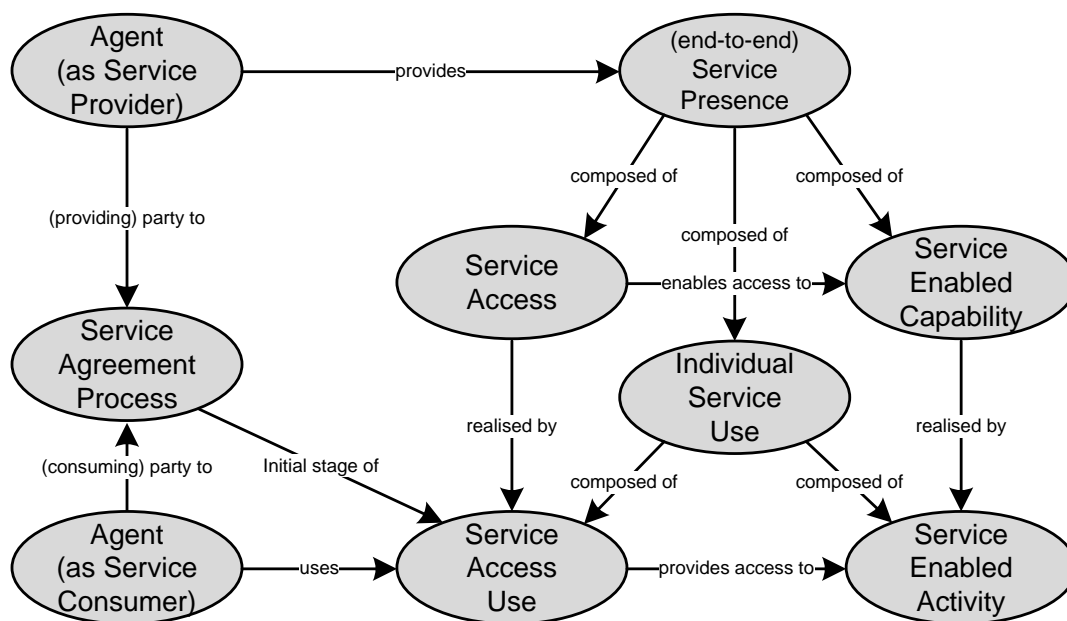 Agent
(as Service
Provider)
provides
(end-to-end)
Service
Presence
composed of
composed of
(providing) party to
composed of
Service
Access
enables access to
Service
Enabled
Capability
Service
Agreement
Process
Individual
Service
Use
realised by
realised by
(consuming) party to
Initial stage of
composed of
composed of
Agent
(as Service
Consumer)
uses
Service
Access
Use
provides access to
Service
Enabled
Activity